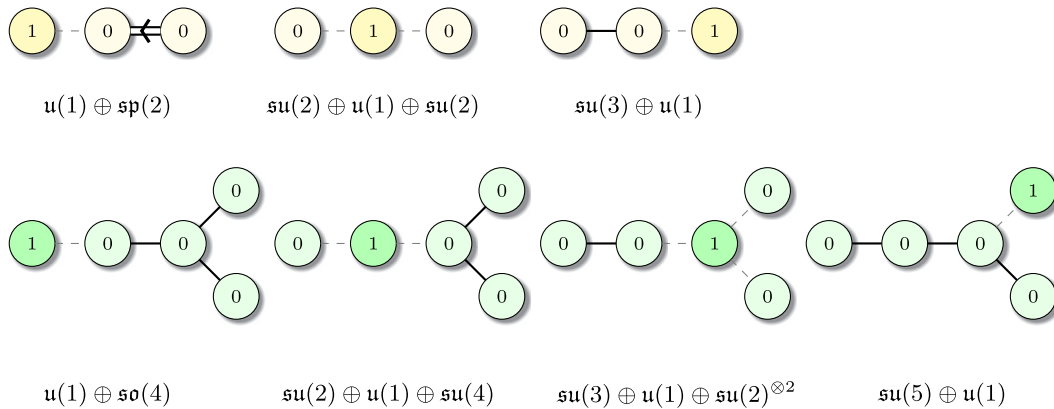 1 0 0 0 1 0 0 0 1
𝔲(1) ⊕ 𝔰𝔭(2) 𝔰𝔲(2) ⊕ 𝔲(1) ⊕ 𝔰𝔲(2) 𝔰𝔲(3) ⊕ 𝔲(1)
0 0 0 1
1 0 0 0 1 0 0 0 1 0 0 0
0 0 0 0
𝔲(1) ⊕ 𝔰𝔬(4) 𝔰𝔲(2) ⊕ 𝔲(1) ⊕ 𝔰𝔲(4) 𝔰𝔲(3) ⊕ 𝔲(1) ⊕ 𝔰𝔲(2)^{⊗2} 𝔰𝔲(5) ⊕ 𝔲(1)